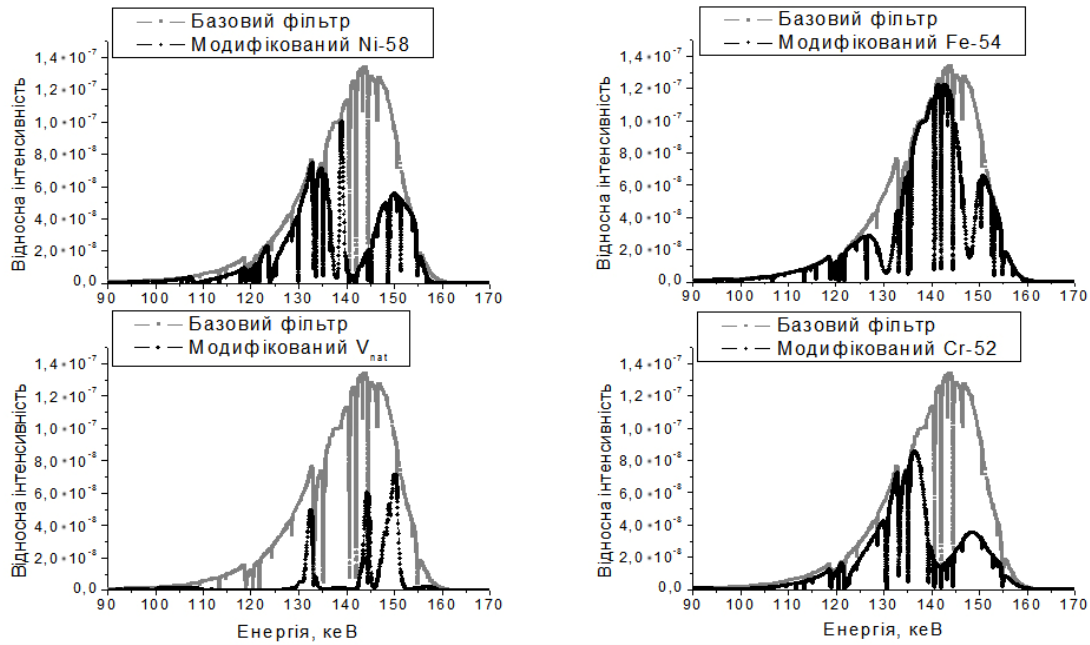 Базовий фільтр
Модифікований Ni-58
Відносна інтенсивність
1,4*10⁻⁷
1,2*10⁻⁷
1,0*10⁻⁷
8,0*10⁻⁸
6,0*10⁻⁸
4,0*10⁻⁸
2,0*10⁻⁸
0,0
90 100 110 120 130 140 150 160 170
Базовий фільтр
Модифікований Fe-54
Відносна інтенсивність
1,4*10⁻⁷
1,2*10⁻⁷
1,0*10⁻⁷
8,0*10⁻⁸
6,0*10⁻⁸
4,0*10⁻⁸
2,0*10⁻⁸
0,0
90 100 110 120 130 140 150 160 170
Базовий фільтр
Модифікований Vnat
Відносна інтенсивність
1,4*10⁻⁷
1,2*10⁻⁷
1,0*10⁻⁷
8,0*10⁻⁸
6,0*10⁻⁸
4,0*10⁻⁸
2,0*10⁻⁸
0,0
90 100 110 120 130 140 150 160 170
Енергія, кеВ
Базовий фільтр
Модифікований Cr-52
Відносна інтенсивність
1,4*10⁻⁷
1,2*10⁻⁷
1,0*10⁻⁷
8,0*10⁻⁸
6,0*10⁻⁸
4,0*10⁻⁸
2,0*10⁻⁸
0,0
90 100 110 120 130 140 150 160 170
Енергія, кеВ